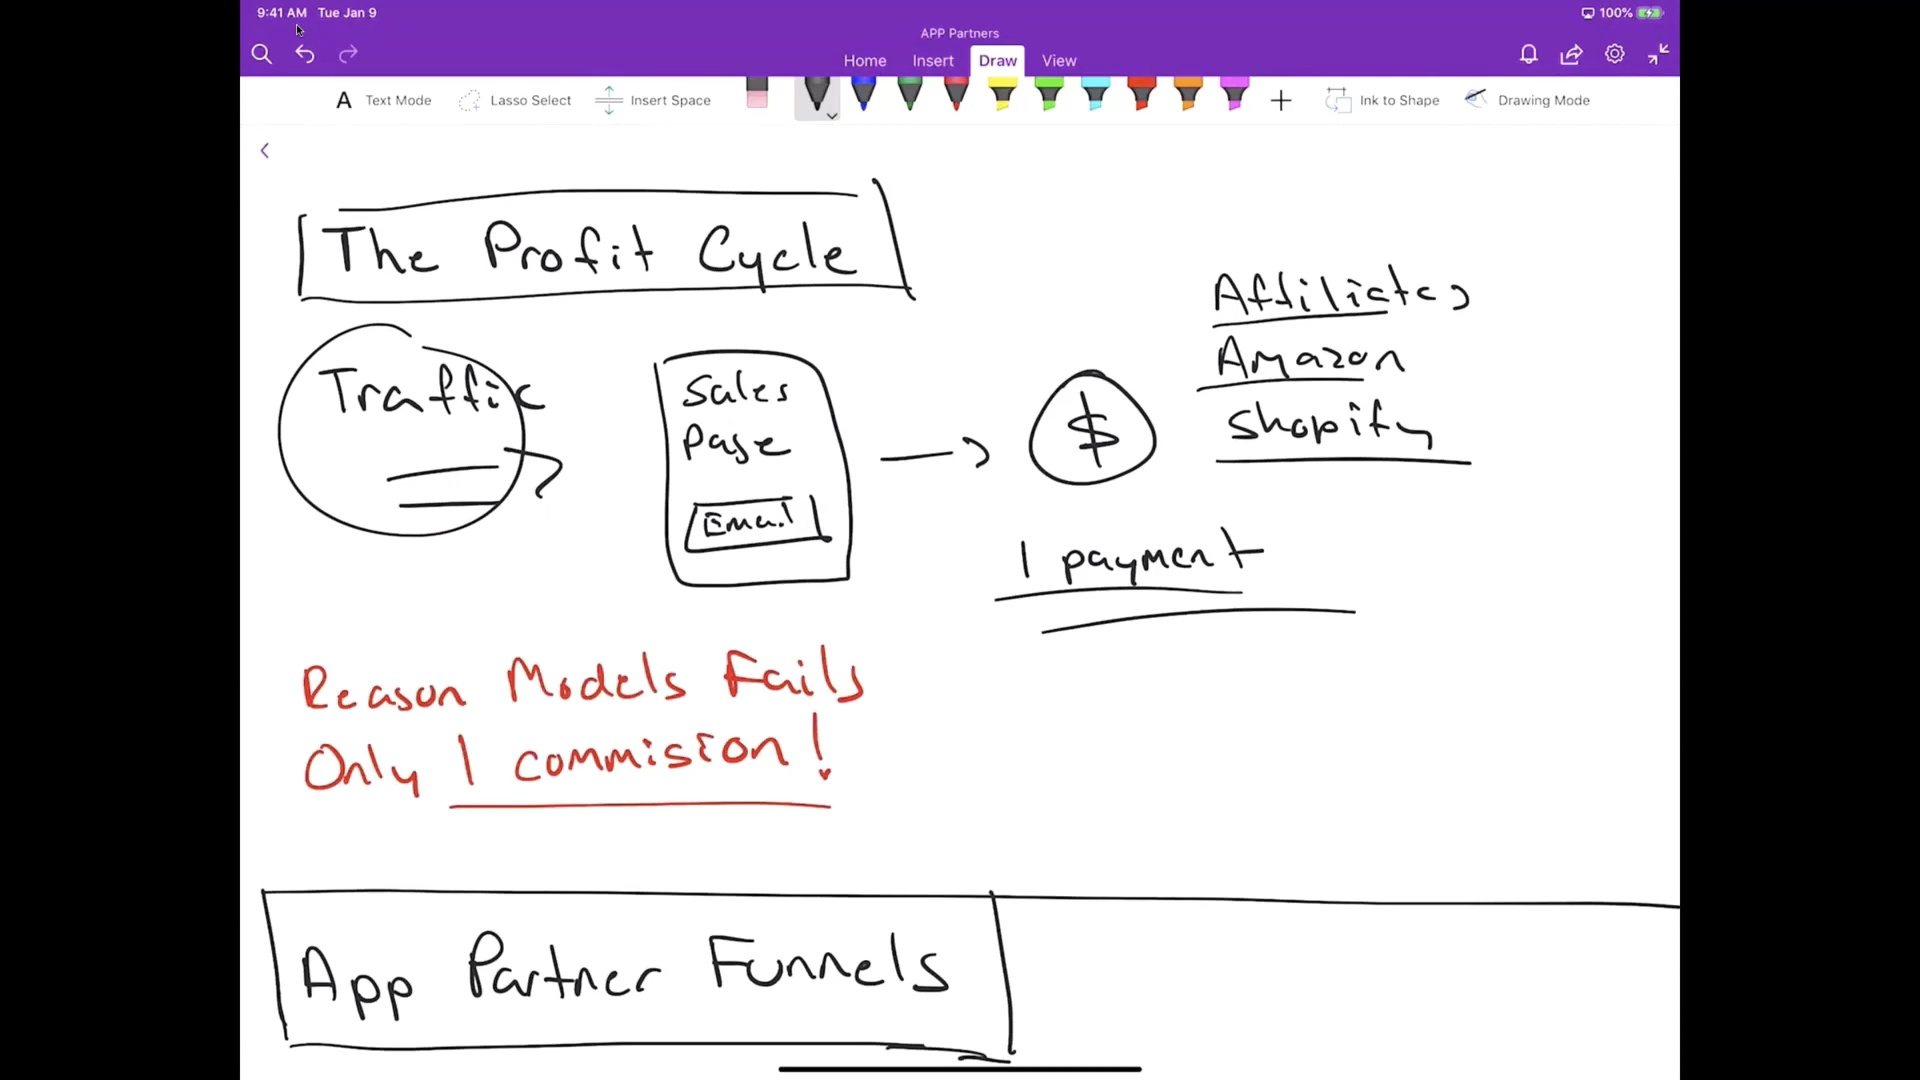 9:41 AM Tue Jan 9
100%
APP Partners
Home Insert Draw View
A Text Mode Lasso Select Insert Space Ink to Shape Drawing Mode
The Profit Cycle
Affiliates
Amazon
Shopify
Traffic
Sales
Page
Email
$
1 payment
Reason Models Fails
Only 1 commision!
App Partner Funnels